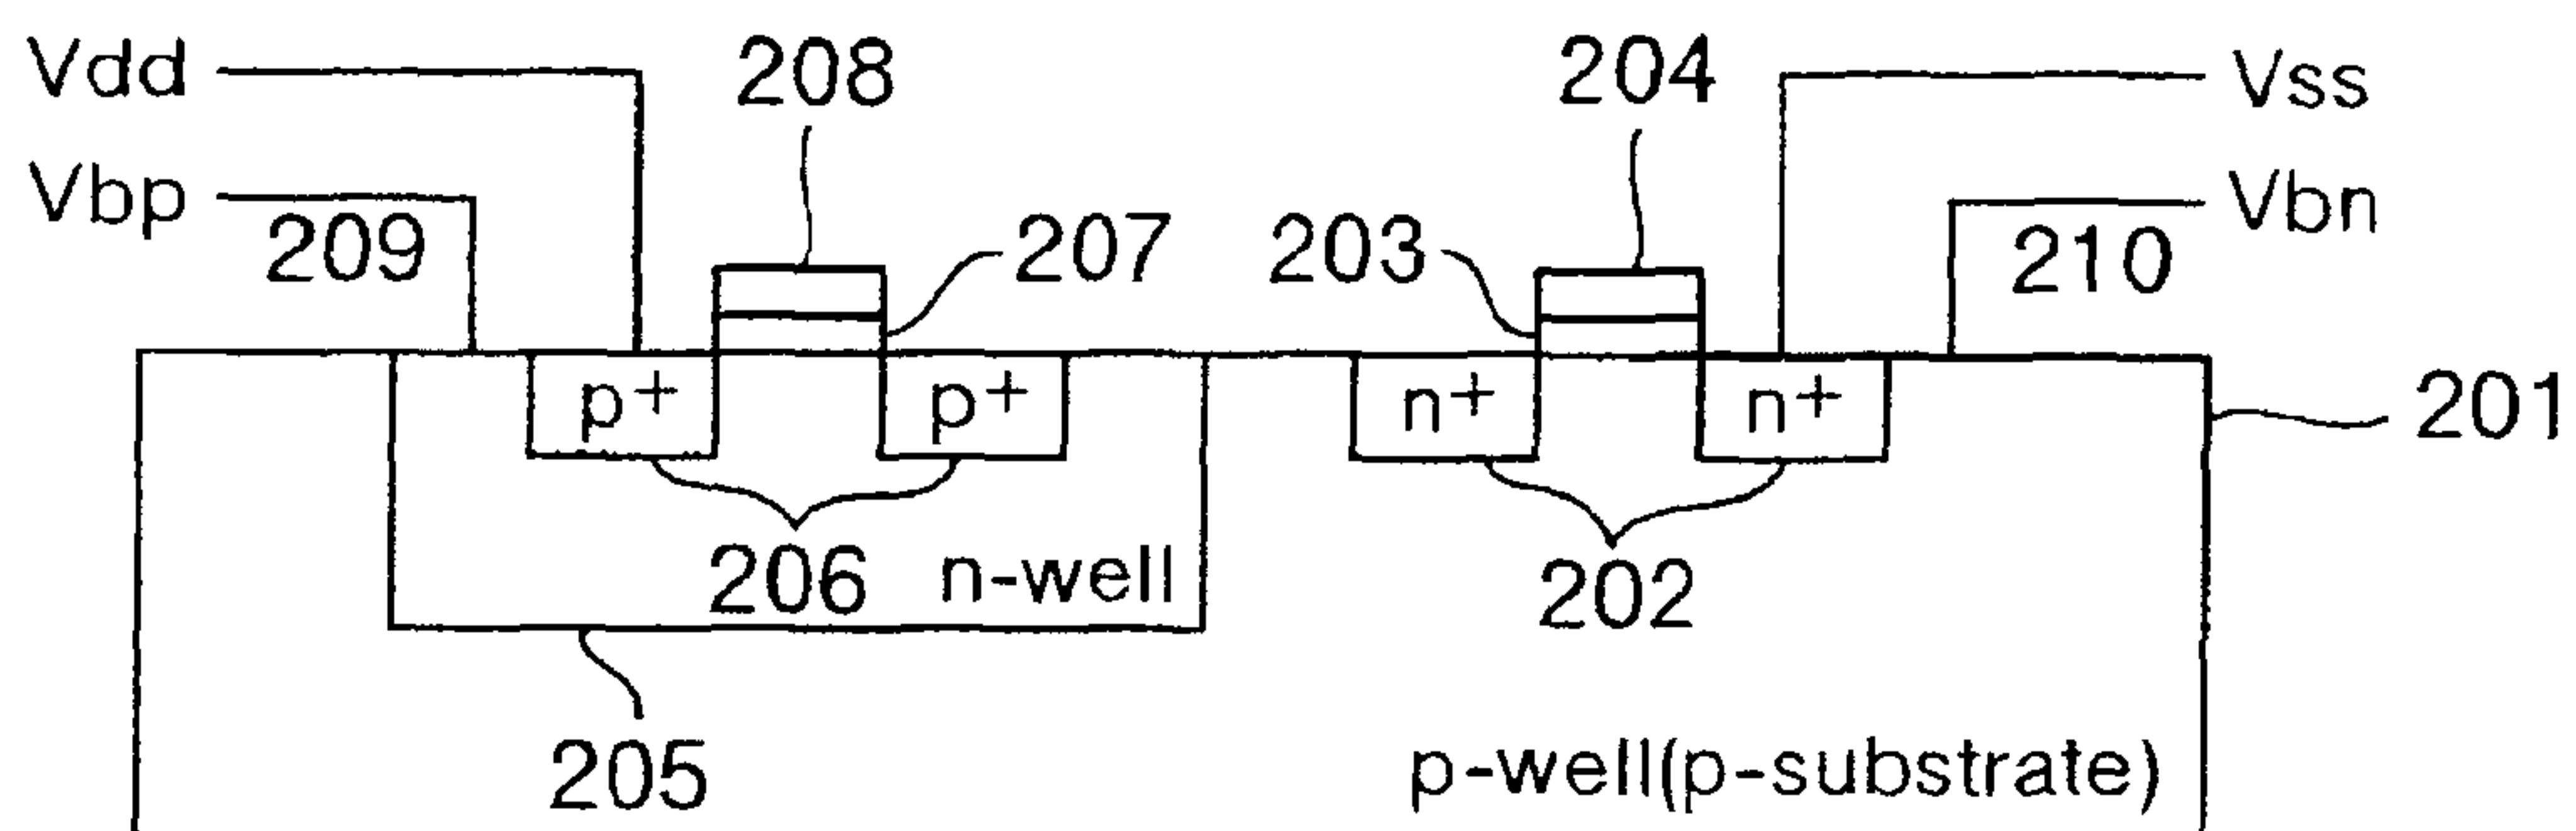 Vdd
208
204
Vss
Vbp
209
207
203
210
Vbn
p+
p+
n+
n+
201
206
n-well
202
205
p-well(p-substrate)